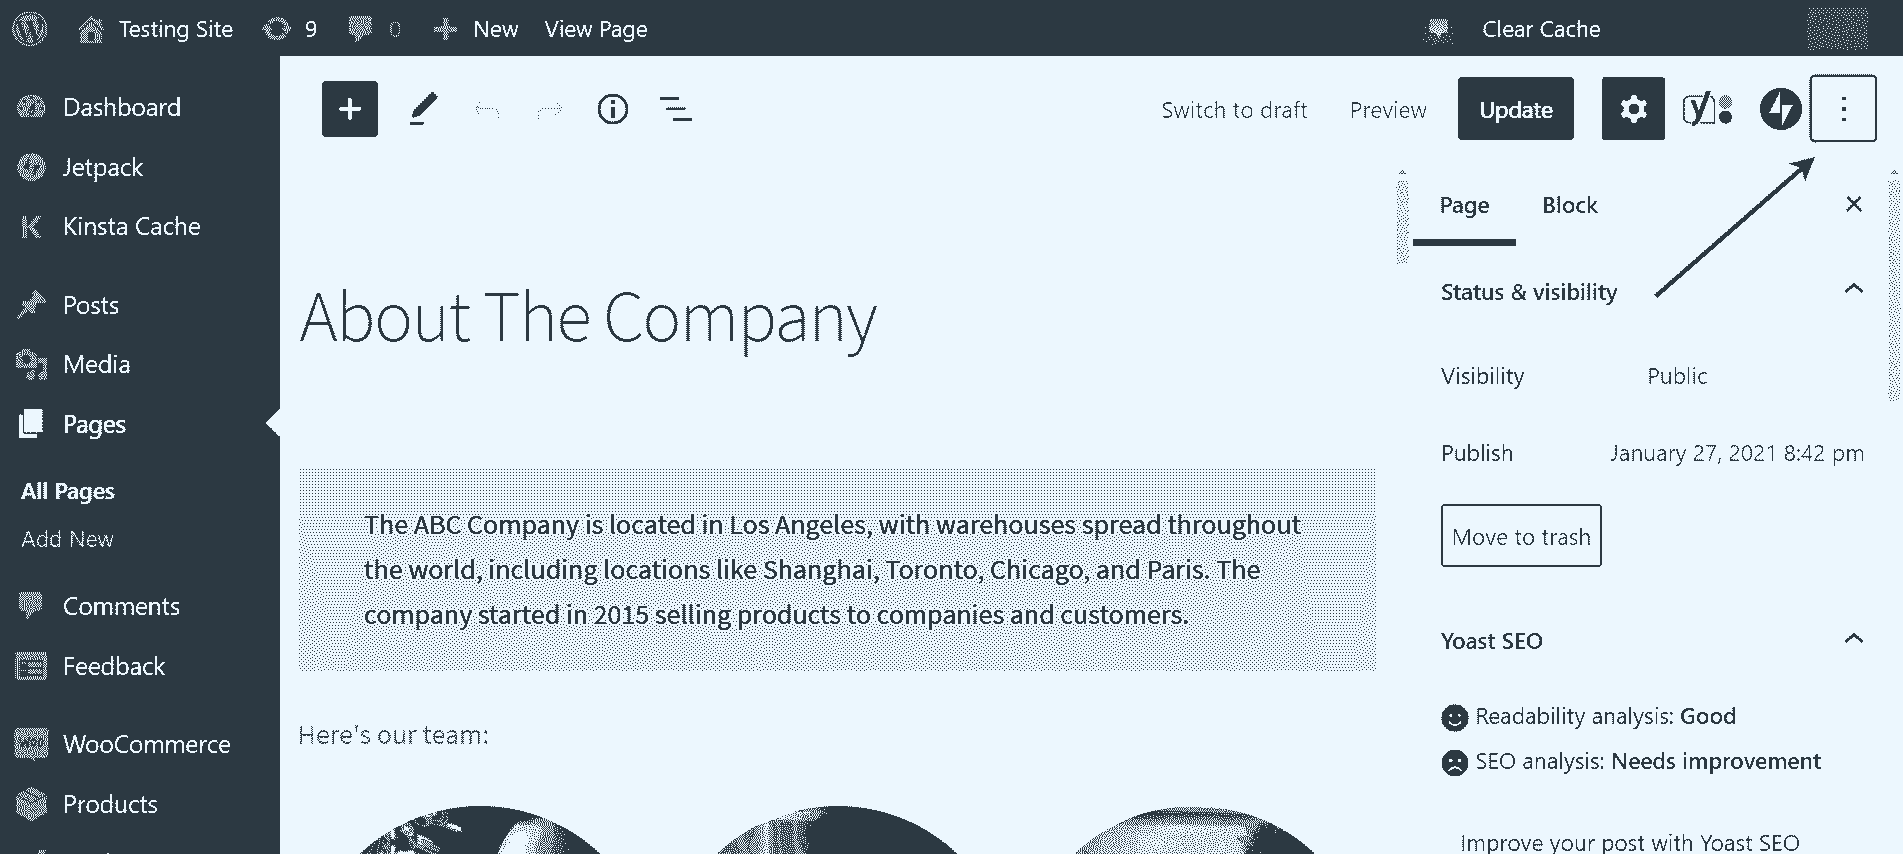 Testing Site 9 0 New View Page Clear Cache
Dashboard
Jetpack
Kinsta Cache
Posts
Media
Pages
All Pages
Add New
Comments
Feedback
WooCommerce
Products
Switch to draft Preview Update
About The Company
The ABC Company is located in Los Angeles, with warehouses spread throughout
the world, including locations like Shanghai, Toronto, Chicago, and Paris. The
company started in 2015 selling products to companies and customers.
Here's our team:
Page Block
Status & visibility
Visibility Public
Publish January 27, 2021 8:42 pm
Move to trash
Yoast SEO
Readability analysis: Good
SEO analysis: Needs improvement
Improve your post with Yoast SEO